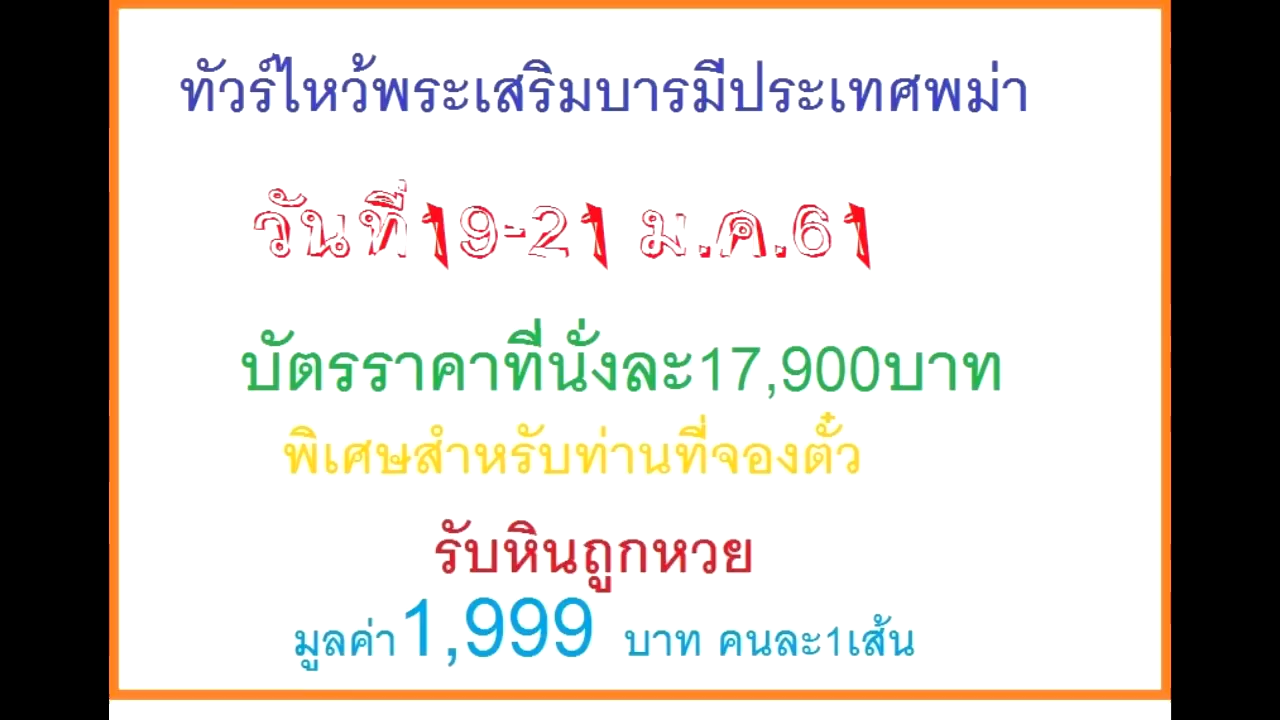 ทัวร์ไหว้พระเสริมบารมีประเทศพม่า
วันที่19-21 ม.ค.61
บัตรราคาที่นั่งละ17,900บาท
พิเศษสำหรับท่านที่จองตั๋ว
รับหินถูกหวย
มูลค่า1,999 บาท คนละ1เส้น